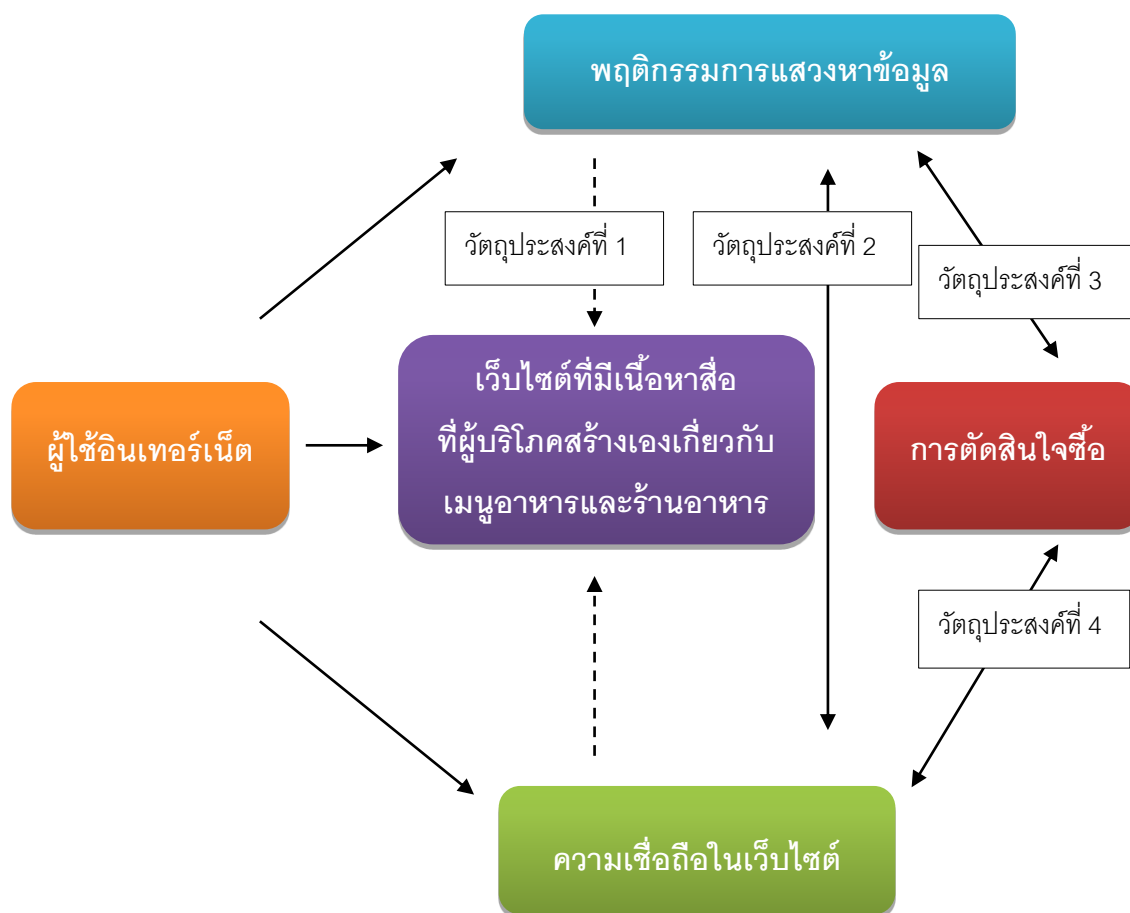 พฤติกรรมการแสวงหาข้อมูล
วัตถุประสงค์ที่ 1
วัตถุประสงค์ที่ 2
วัตถุประสงค์ที่ 3
ผู้ใช้อินเทอร์เน็ต
เว็บไซต์ที่มีเนื้อหาสื่อ
ที่ผู้บริโภคสร้างเองเกี่ยวกับ
เมนูอาหารและร้านอาหาร
การตัดสินใจซื้อ
วัตถุประสงค์ที่ 4
ความเชื่อถือในเว็บไซต์